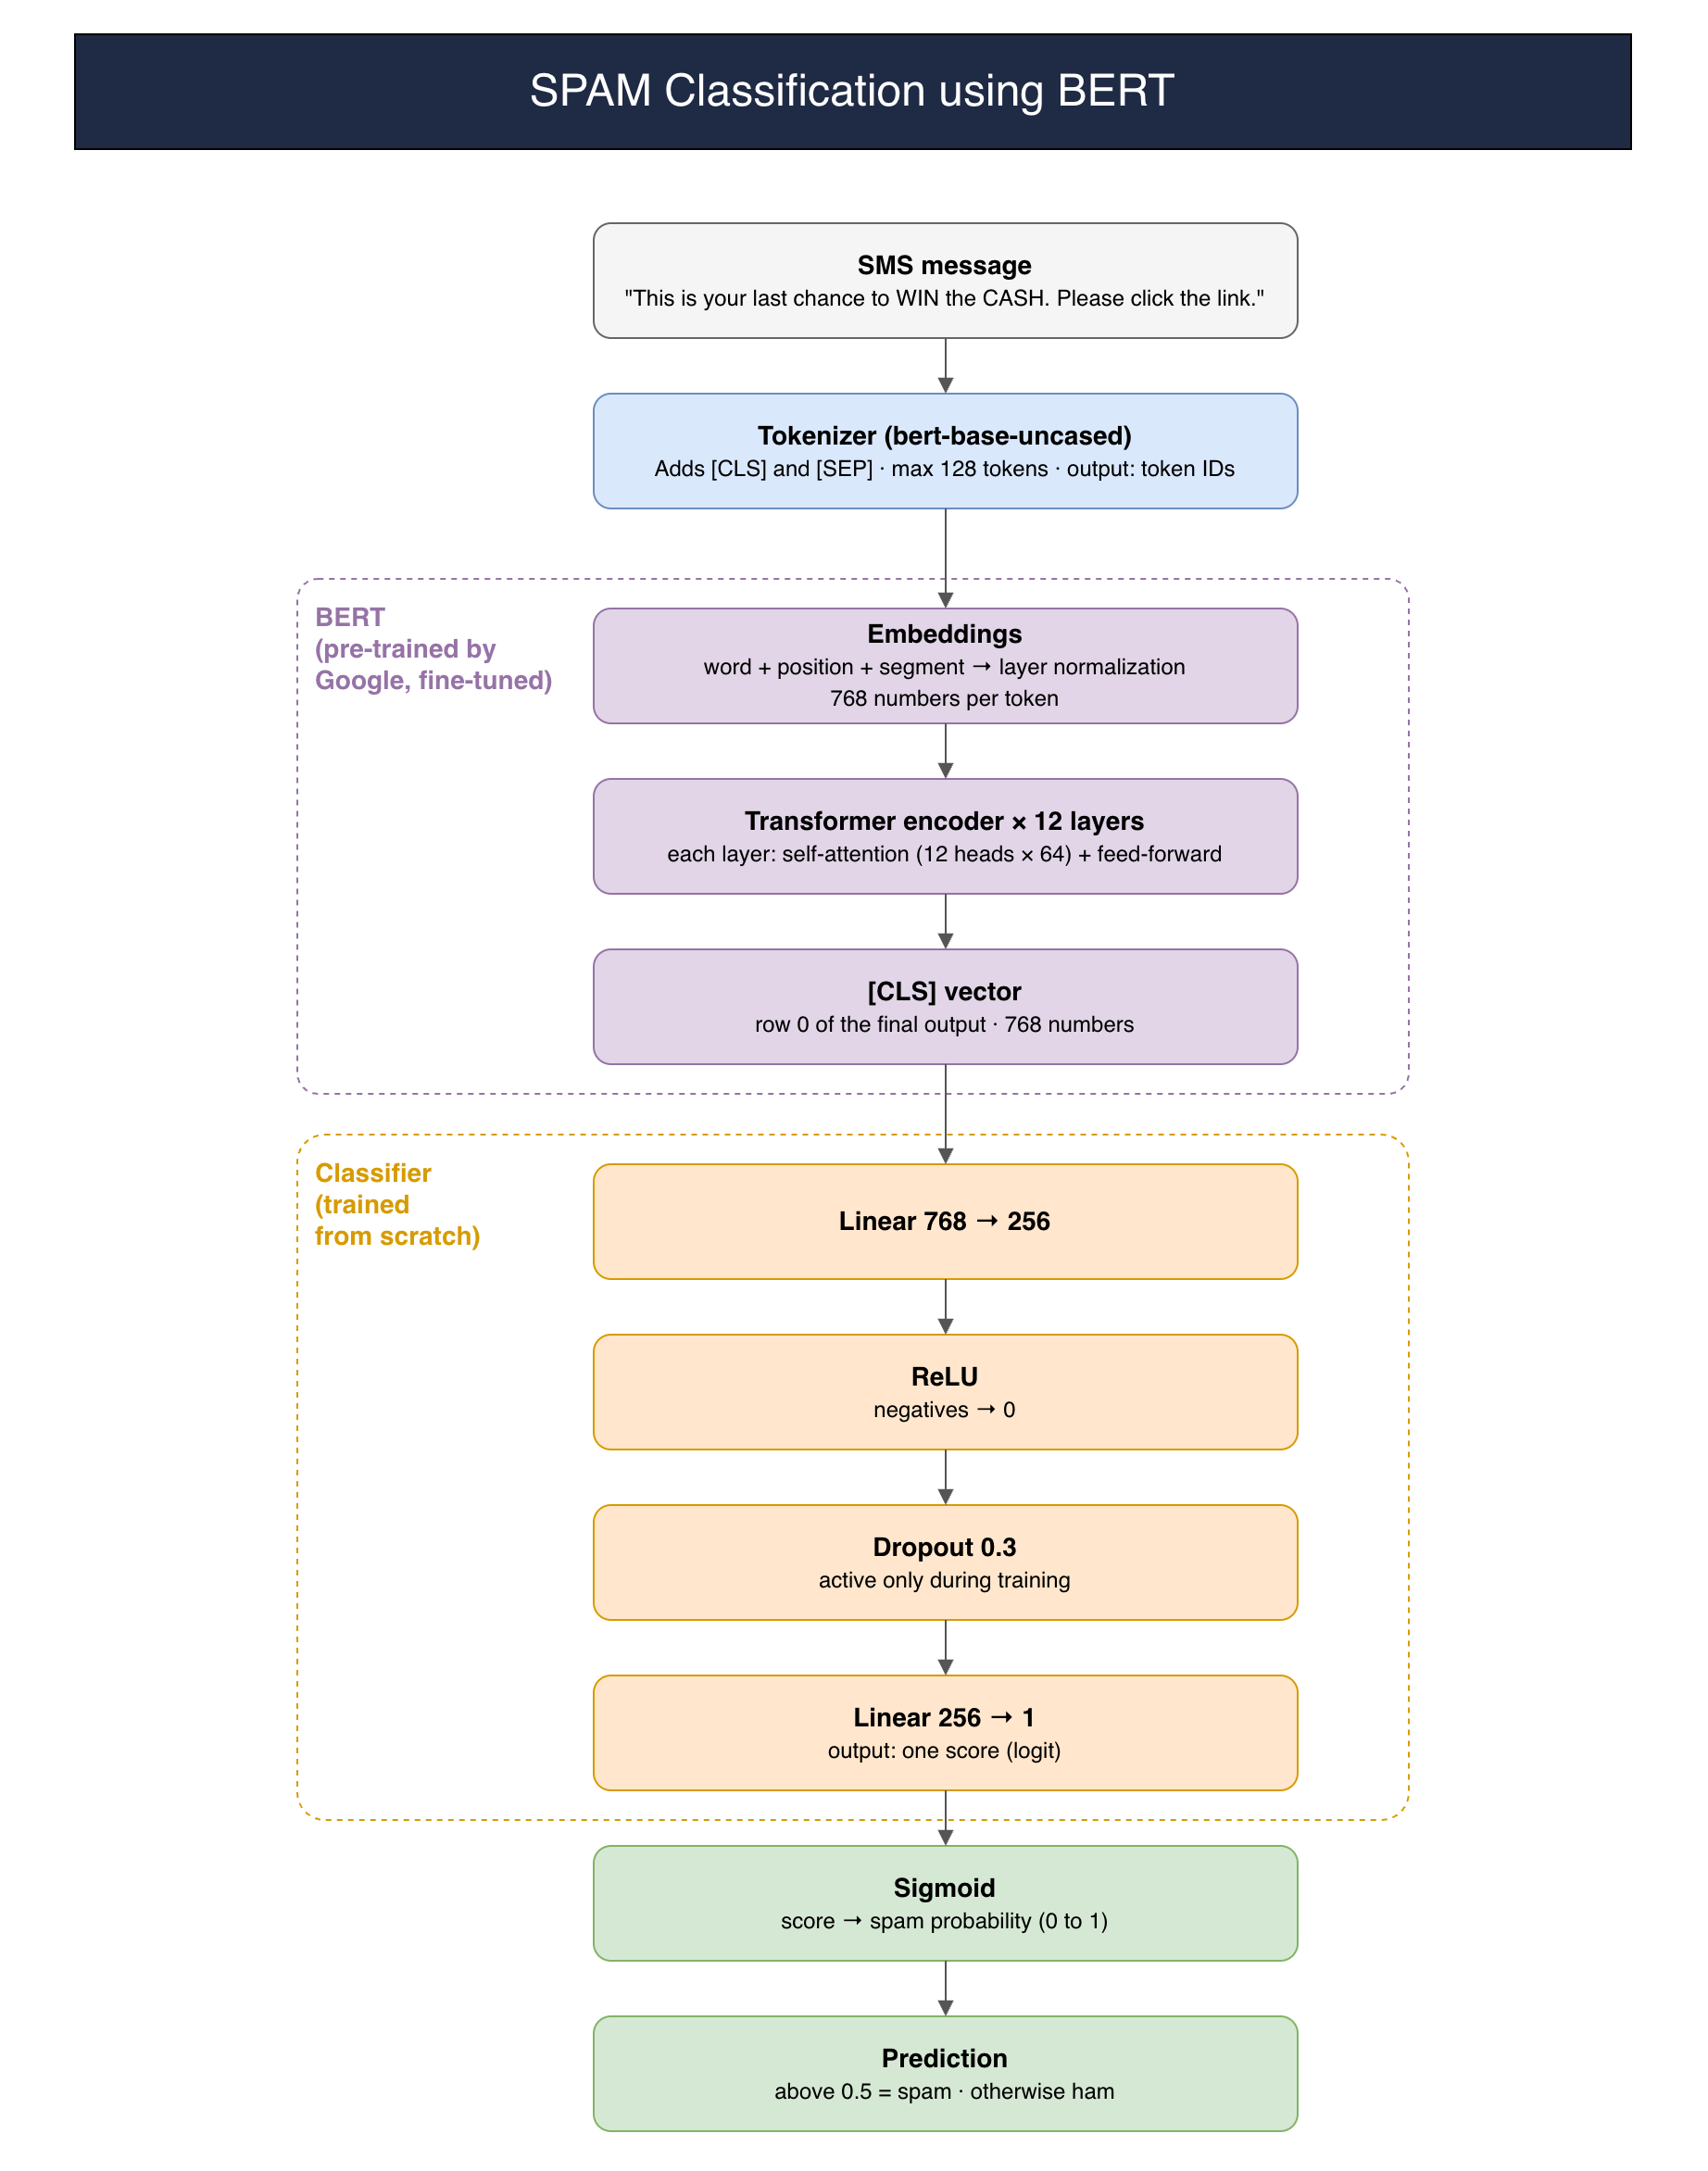 SPAM Classification using BERT
SMS message
"This is your last chance to WIN the CASH. Please click the link."
Tokenizer (bert-base-uncased)
Adds [CLS] and [SEP] · max 128 tokens · output: token IDs
BERT
(pre-trained by
Google, fine-tuned)
Embeddings
word + position + segment → layer normalization
768 numbers per token
Transformer encoder × 12 layers
each layer: self-attention (12 heads × 64) + feed-forward
[CLS] vector
row 0 of the final output · 768 numbers
Classifier
(trained
from scratch)
Linear 768 → 256
ReLU
negatives → 0
Dropout 0.3
active only during training
Linear 256 → 1
output: one score (logit)
Sigmoid
score → spam probability (0 to 1)
Prediction
above 0.5 = spam · otherwise ham